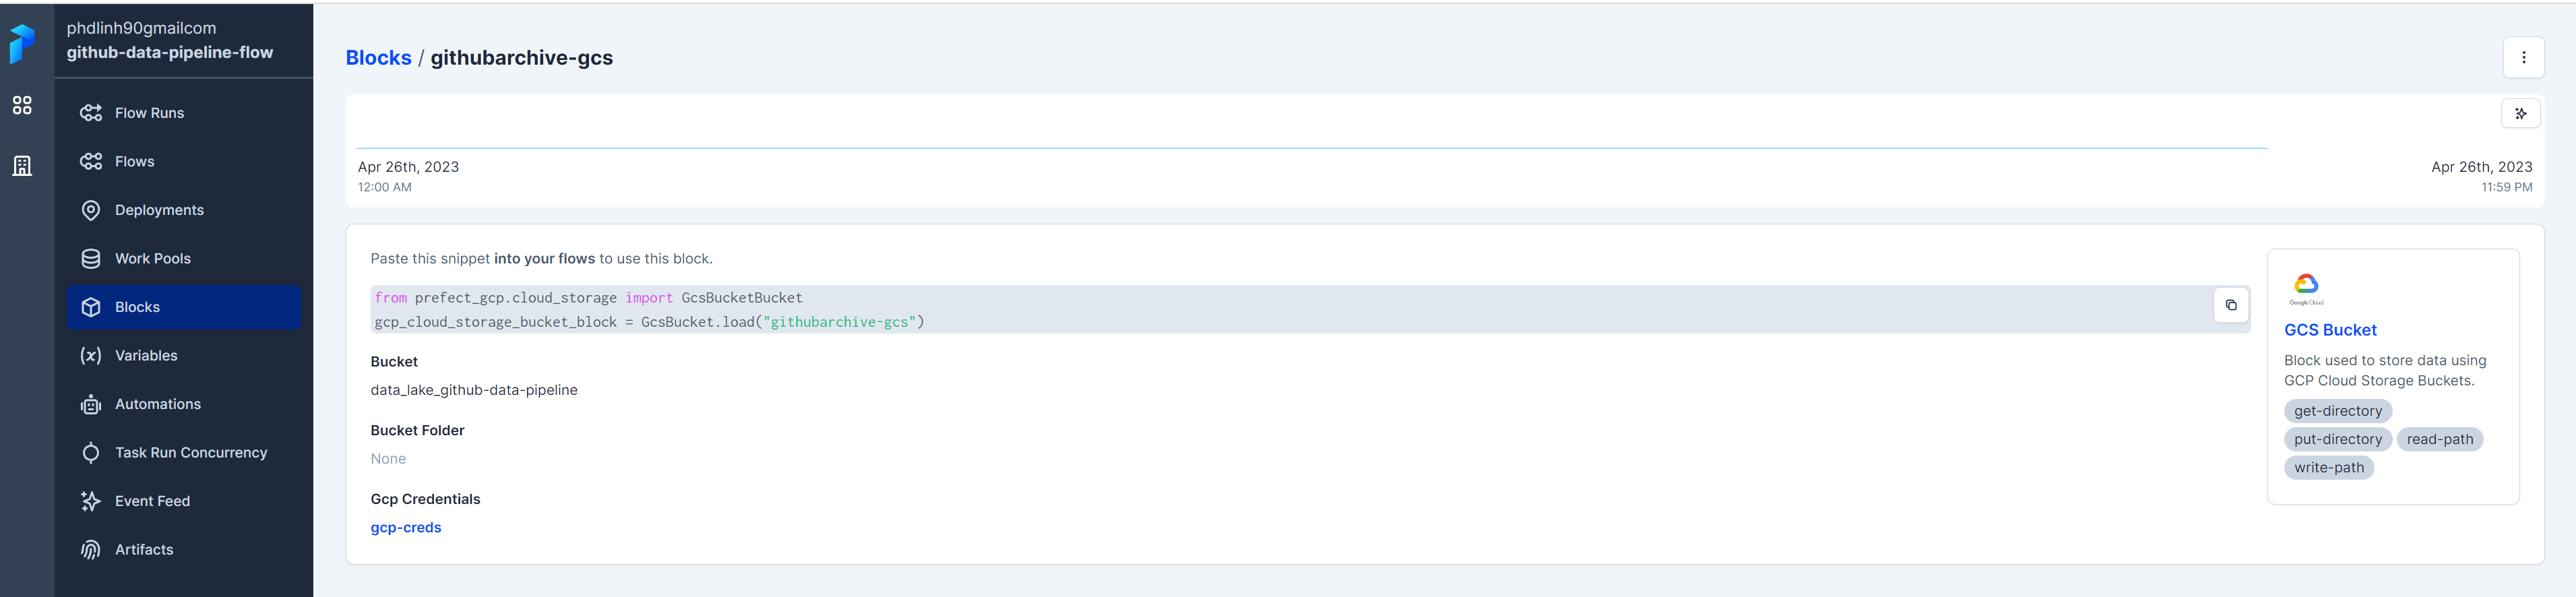 phdlinh90gmailcom
github-data-pipeline-flow
Flow Runs
Flows
Deployments
Work Pools
Blocks
Variables
Automations
Task Run Concurrency
Event Feed
Artifacts
Blocks / githubarchive-gcs
Apr 26th, 2023
12:00 AM
Apr 26th, 2023
11:59 PM
Paste this snippet into your flows to use this block.
from prefect_gcp.cloud_storage import GcsBucketBucket
gcp_cloud_storage_bucket_block = GcsBucket.load("githubarchive-gcs")
Bucket
data_lake_github-data-pipeline
Bucket Folder
None
Gcp Credentials
gcp-creds
Google Cloud
GCS Bucket
Block used to store data using
GCP Cloud Storage Buckets.
get-directory
put-directory read-path
write-path